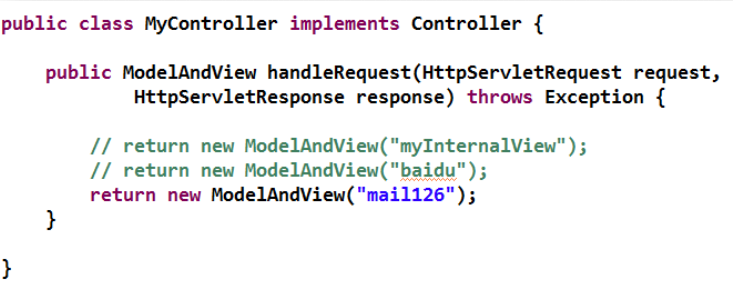 public class MyController implements Controller {
public ModelAndView handleRequest(HttpServletRequest request,
HttpServletResponse response) throws Exception {
// return new ModelAndView("myInternalView");
// return new ModelAndView("baidu");
return new ModelAndView("mail126");
}
}